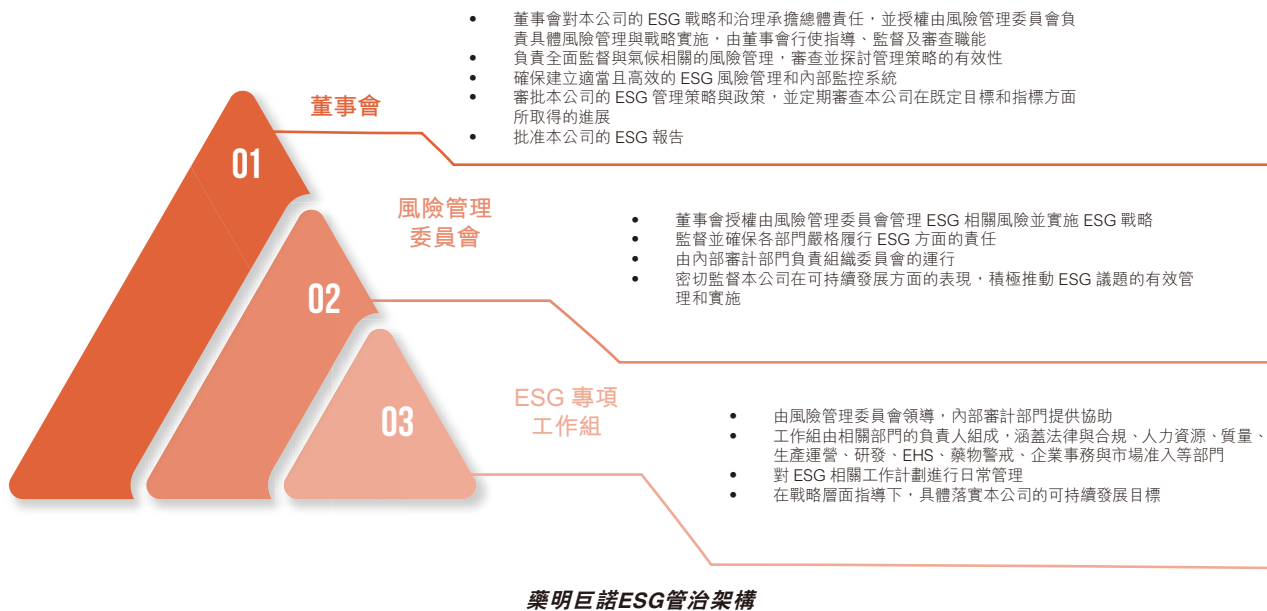 • 董事會對本公司的 ESG 戰略和治理承擔總體責任，並授權由風險管理委員會負
責具體風險管理與戰略實施，由董事會行使指導、監督及審查職能
• 負責全面監督與氣候相關的風險管理，審查並探討管理策略的有效性
• 確保建立適當且高效的 ESG 風險管理和內部監控系統
• 審批本公司的 ESG 管理策略與政策，並定期審查本公司在既定目標和指標方面
所取得的進展
• 批准本公司的 ESG 報告
董事會
01
風險管理
委員會
• 董事會授權由風險管理委員會管理 ESG 相關風險並實施 ESG 戰略
• 監督並確保各部門嚴格履行 ESG 方面的責任
• 由內部審計部門負責組織委員會的運行
• 密切監督本公司在可持續發展方面的表現，積極推動 ESG 議題的有效管
理和實施
02
ESG 專項
工作組
• 由風險管理委員會領導，內部審計部門提供協助
• 工作組由相關部門的負責人組成，涵蓋法律與合規、人力資源、質量、
生產運營、研發、EHS、藥物警戒、企業事務與市場准入等部門
• 對 ESG 相關工作計劃進行日常管理
• 在戰略層面指導下，具體落實本公司的可持續發展目標
03
藥明巨諾ESG管治架構